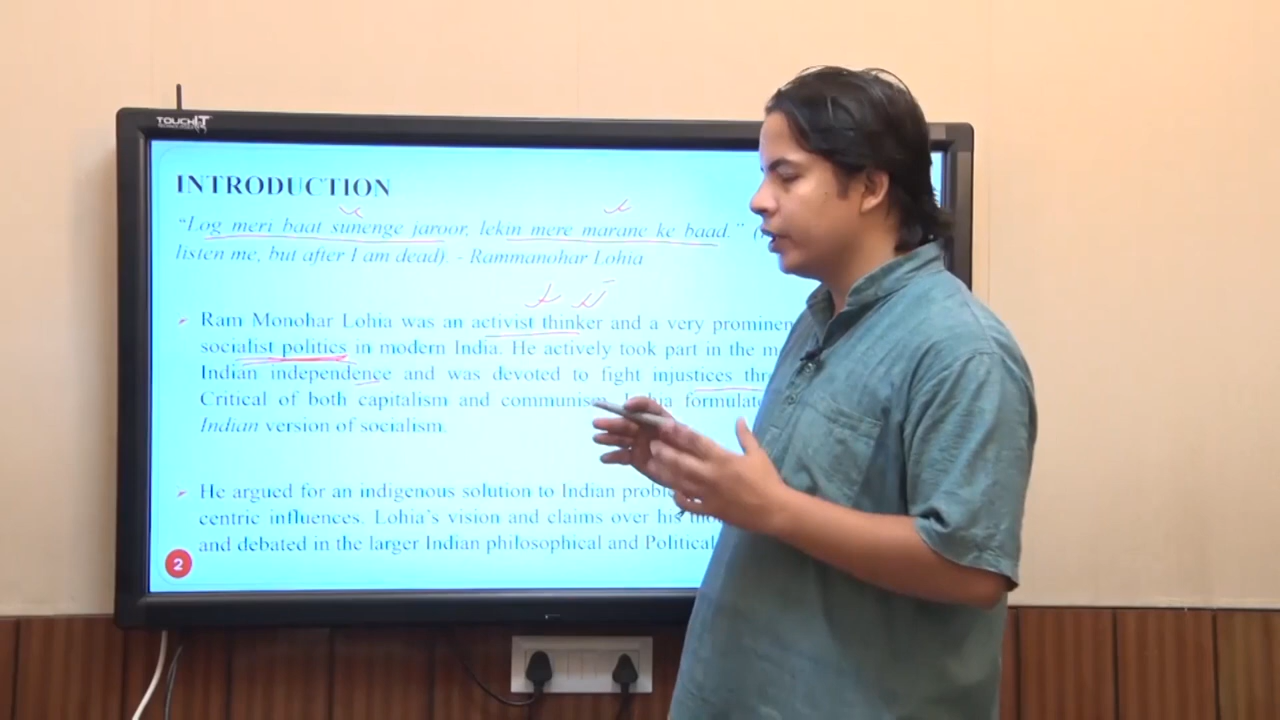 TOUCHIT
INTRODUCTION
“Log meri baat sunenge jaroor, lekin mere marane ke baad.” (
listen me, but after I am dead). - Rammanohar Lohia
Ram Monohar Lohia was an activist thinker and a very prominen
socialist politics in modern India. He actively took part in the m
Indian independence and was devoted to fight injustices thr
Critical of both capitalism and communism, Lohia formulate
Indian version of socialism.
He argued for an indigenous solution to Indian prob
centric influences. Lohia’s vision and claims over his
and debated in the larger Indian philosophical and Political
2